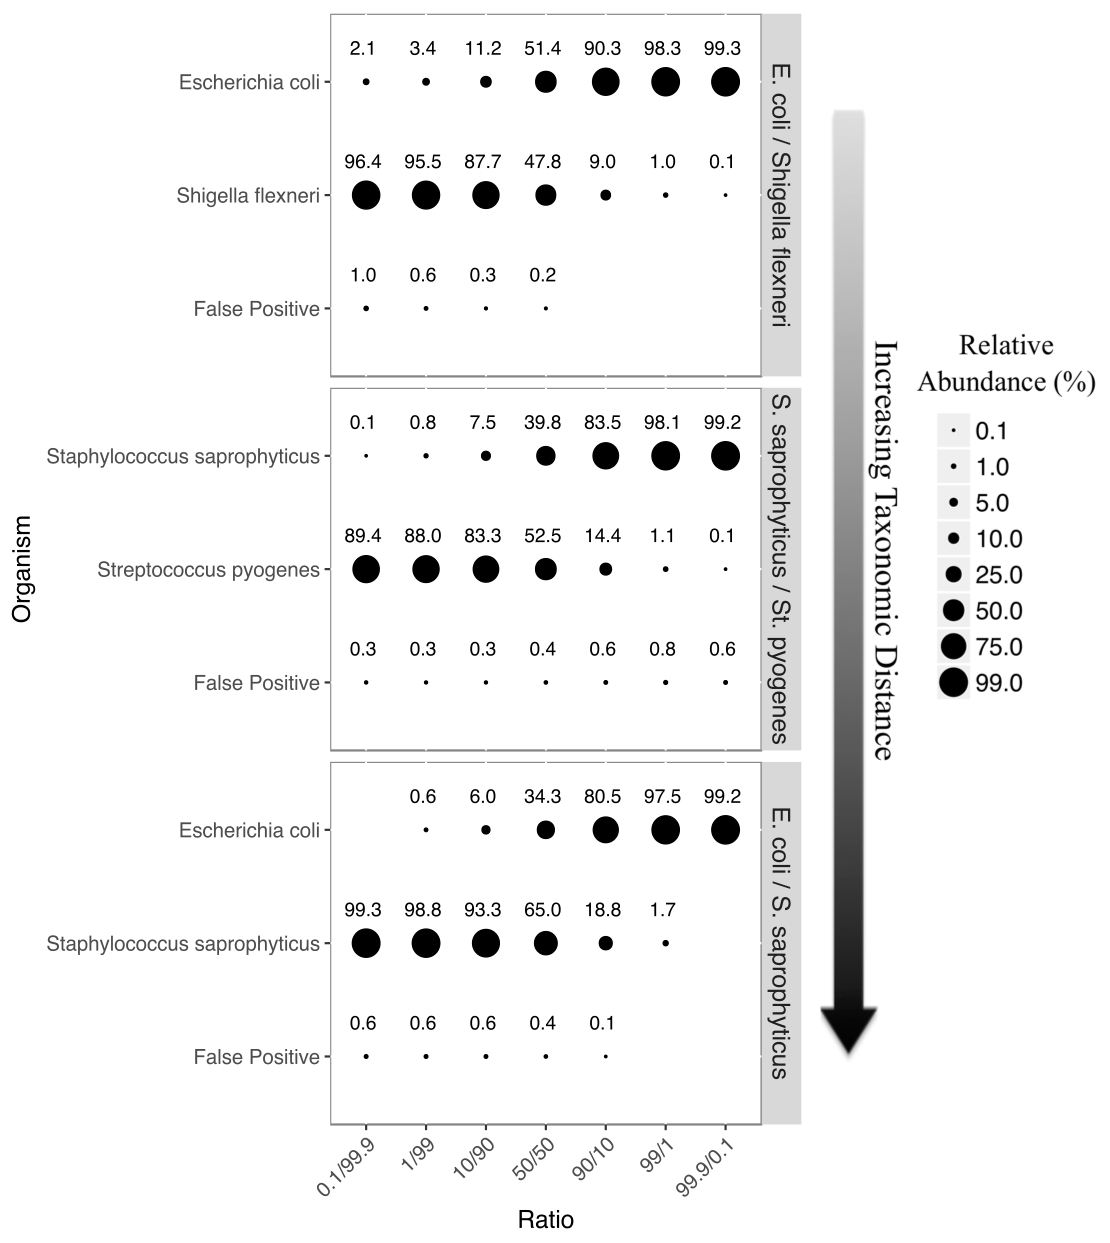 2.1 3.4 11.2 51.4 90.3 98.3 99.3
Escherichia coli
96.4 95.5 87.7 47.8 9.0 1.0 0.1
Shigella flexneri
1.0 0.6 0.3 0.2
False Positive
E. coli / Shigella flexneri
0.1 0.8 7.5 39.8 83.5 98.1 99.2
Staphylococcus saprophyticus
89.4 88.0 83.3 52.5 14.4 1.1 0.1
Streptococcus pyogenes
0.3 0.3 0.3 0.4 0.6 0.8 0.6
False Positive
S. saprophyticus / St. pyogenes
0.6 6.0 34.3 80.5 97.5 99.2
Escherichia coli
99.3 98.8 93.3 65.0 18.8 1.7
Staphylococcus saprophyticus
0.6 0.6 0.6 0.4 0.1
False Positive
E. coli / S. saprophyticus
Organism
0.1/99.9 1/99 10/90 50/50 90/10 99/1 99.9/0.1
Ratio
Increasing Taxonomic Distance
Relative
Abundance (%)
0.1
1.0
5.0
10.0
25.0
50.0
75.0
99.0